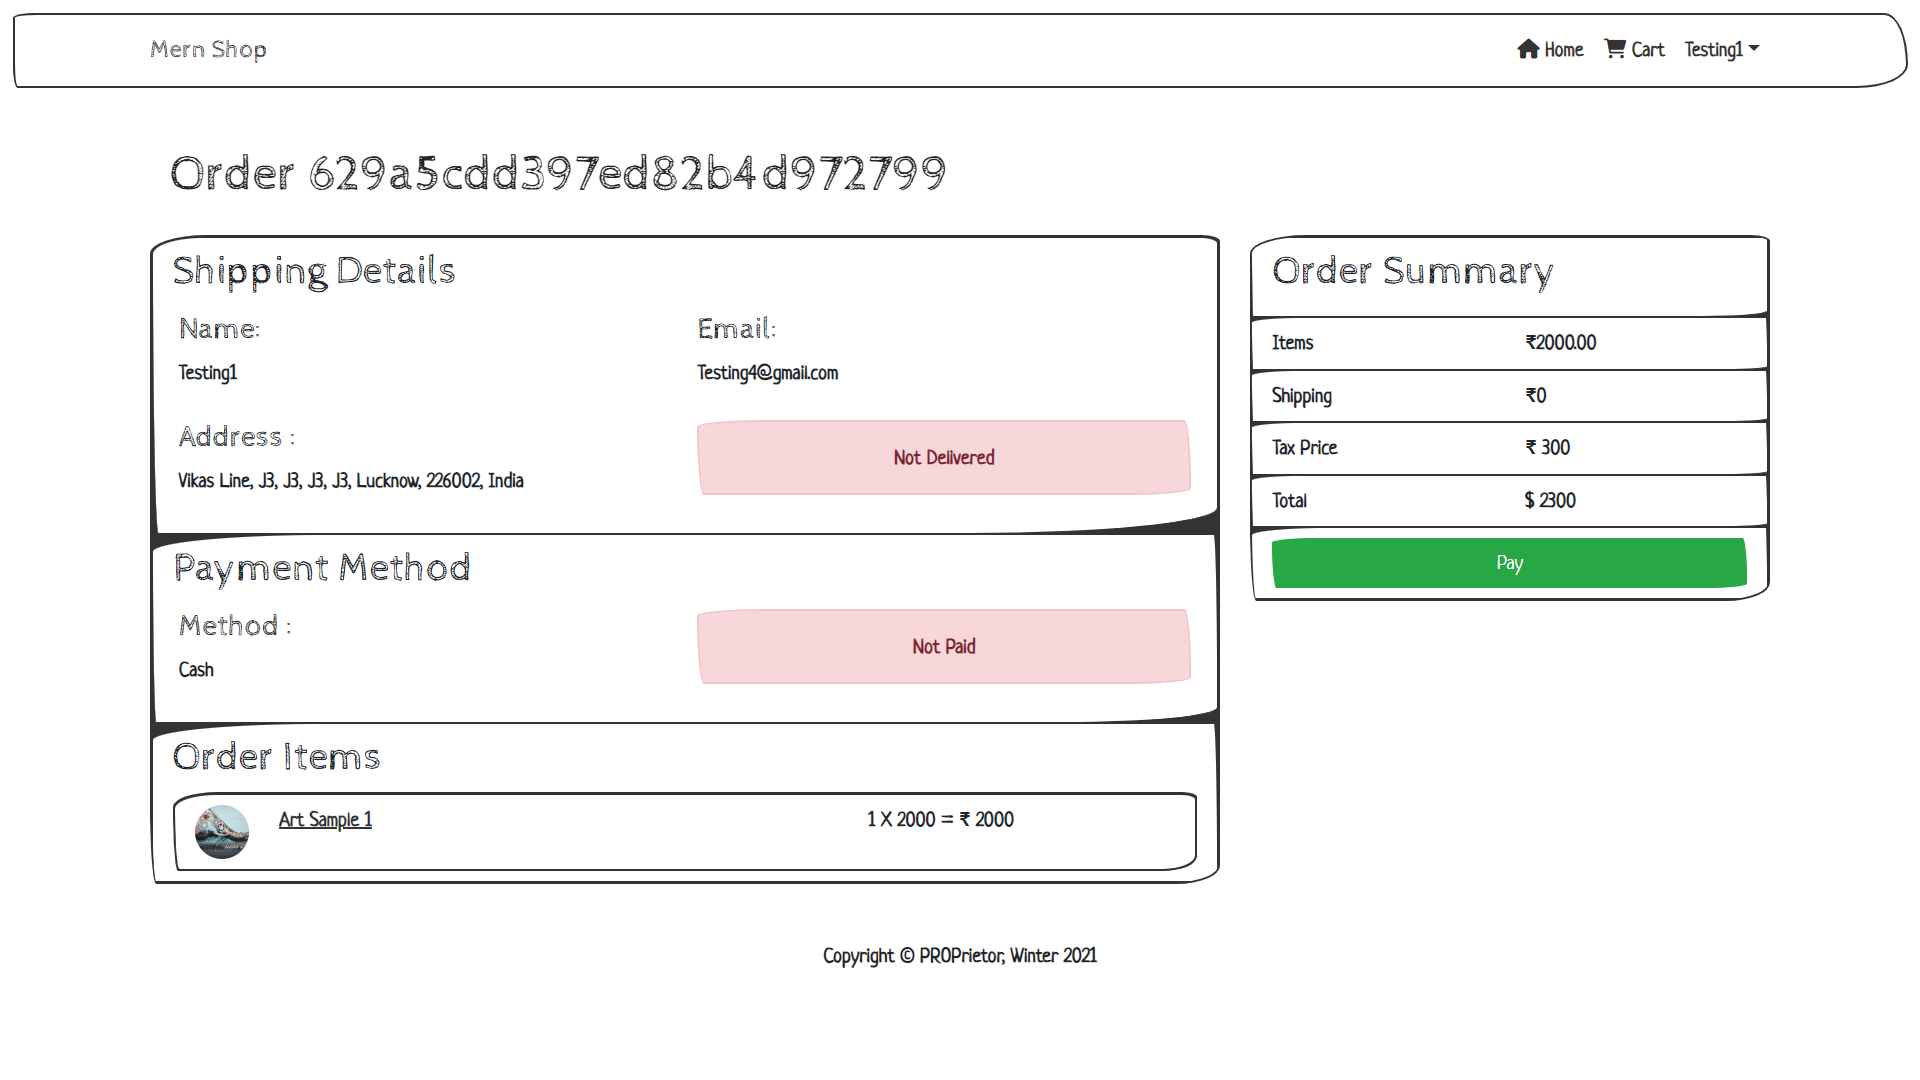 Mern Shop
Home
Cart
Testing1
Order 629a5cdd397ed82b4d972799
Shipping Details
Name:
Testing1
Email:
Testing4@gmail.com
Address :
Vikas Line, J3, J3, J3, J3, Lucknow, 226002, India
Not Delivered
Payment Method
Method :
Cash
Not Paid
Order Items
Art Sample 1
1 X 2000 = ₹ 2000
Order Summary
Items ₹2000.00
Shipping ₹0
Tax Price ₹ 300
Total $ 2300
Pay
Copyright © PROPrietor, Winter 2021